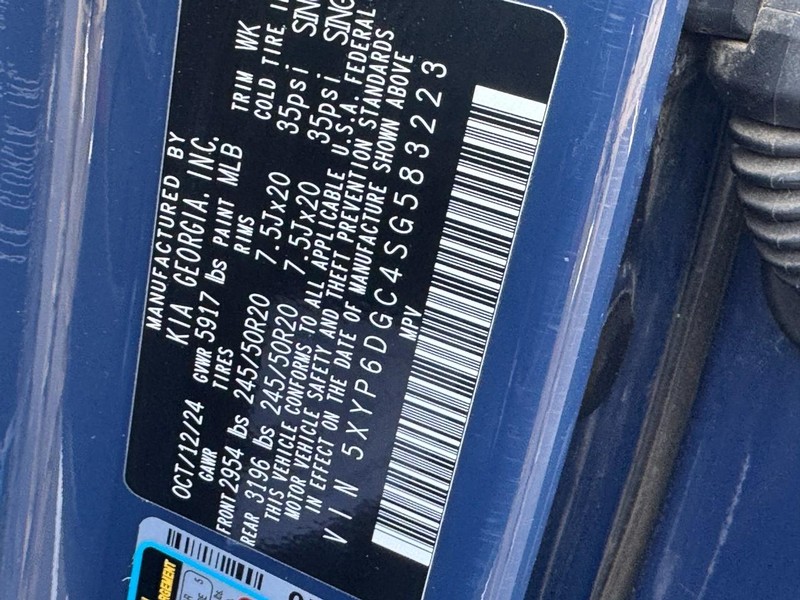 MANUFACTURED BY
KIA GEORGIA, INC.
OCT/12/24 GVWR 5917 lbs PAINT MLB TRIM WK
GAWR TIRES RIMS COLD TIRE
FRONT 2954 lbs 245/50R20 7.5Jx20 35psi
REAR 3196 lbs 245/50R20 7.5Jx20 35psi
THIS VEHICLE CONFORMS TO ALL APPLICABLE U.S.A. FEDERAL
MOTOR VEHICLE SAFETY AND THEFT PREVENTION STANDARDS
IN EFFECT ON THE DATE OF MANUFACTURE SHOWN ABOVE
VIN 5XYP6DGC4SG583223
MPV